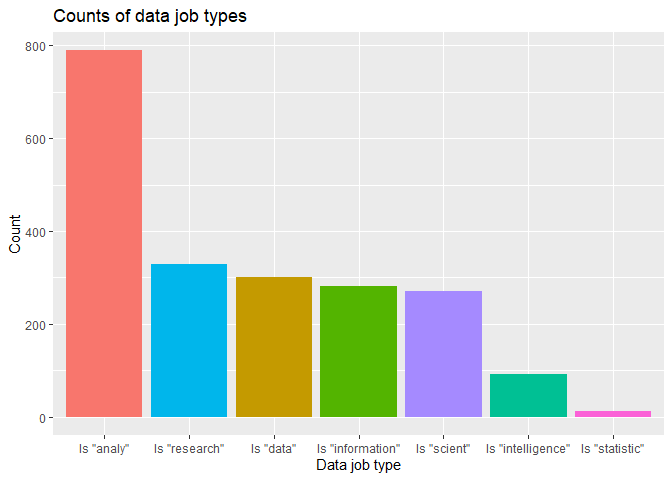 Counts of data job types
800
600
400
200
0
Count
Is "analy" Is "research" Is "data" Is "information" Is "scient" Is "intelligence" Is "statistic"
Data job type